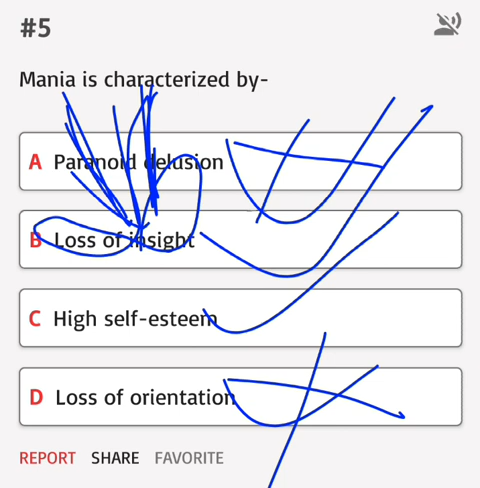 #5
Mania is characterized by-
A Paranoid delusion
B Loss of insight
C High self-esteem
D Loss of orientation
REPORT SHARE FAVORITE